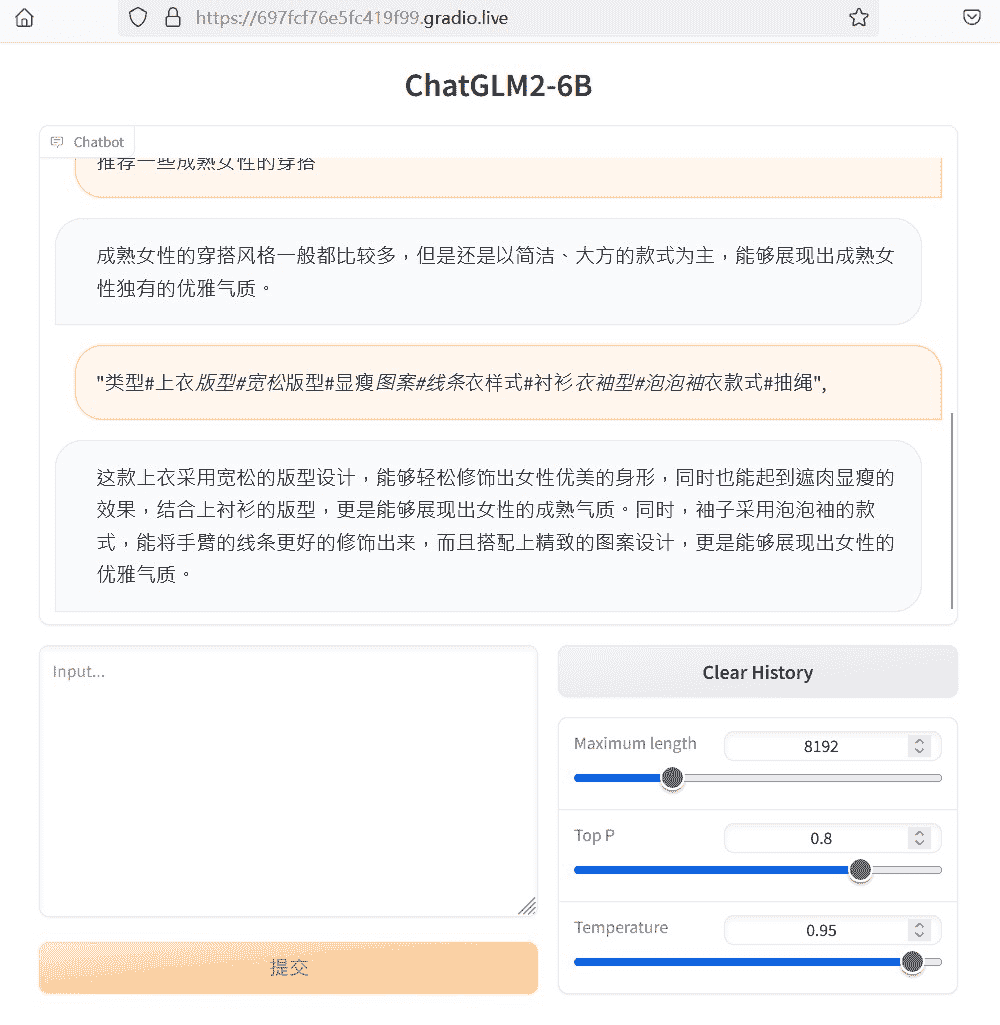 https://697fcf76e5fc419f99.gradio.live
ChatGLM2-6B
Chatbot
推荐一些成熟女性的穿搭
成熟女性的穿搭风格一般都比较多，但是还是以简洁、大方的款式为主，能够展现出成熟女
性独有的优雅气质。
"类型#上衣版型#宽松版型#显瘦图案#线条衣样式#衬衫衣袖型#泡泡袖衣款式#抽绳",
这款上衣采用宽松的版型设计，能够轻松修饰出女性优美的身形，同时也能起到遮肉显瘦的
效果，结合上衬衫的版型，更是能够展现出女性的成熟气质。同时，袖子采用泡泡袖的款
式，能将手臂的线条更好的修饰出来，而且搭配上精致的图案设计，更是能够展现出女性的
优雅气质。
Input...
Clear History
Maximum length 8192
Top P 0.8
Temperature 0.95
提交